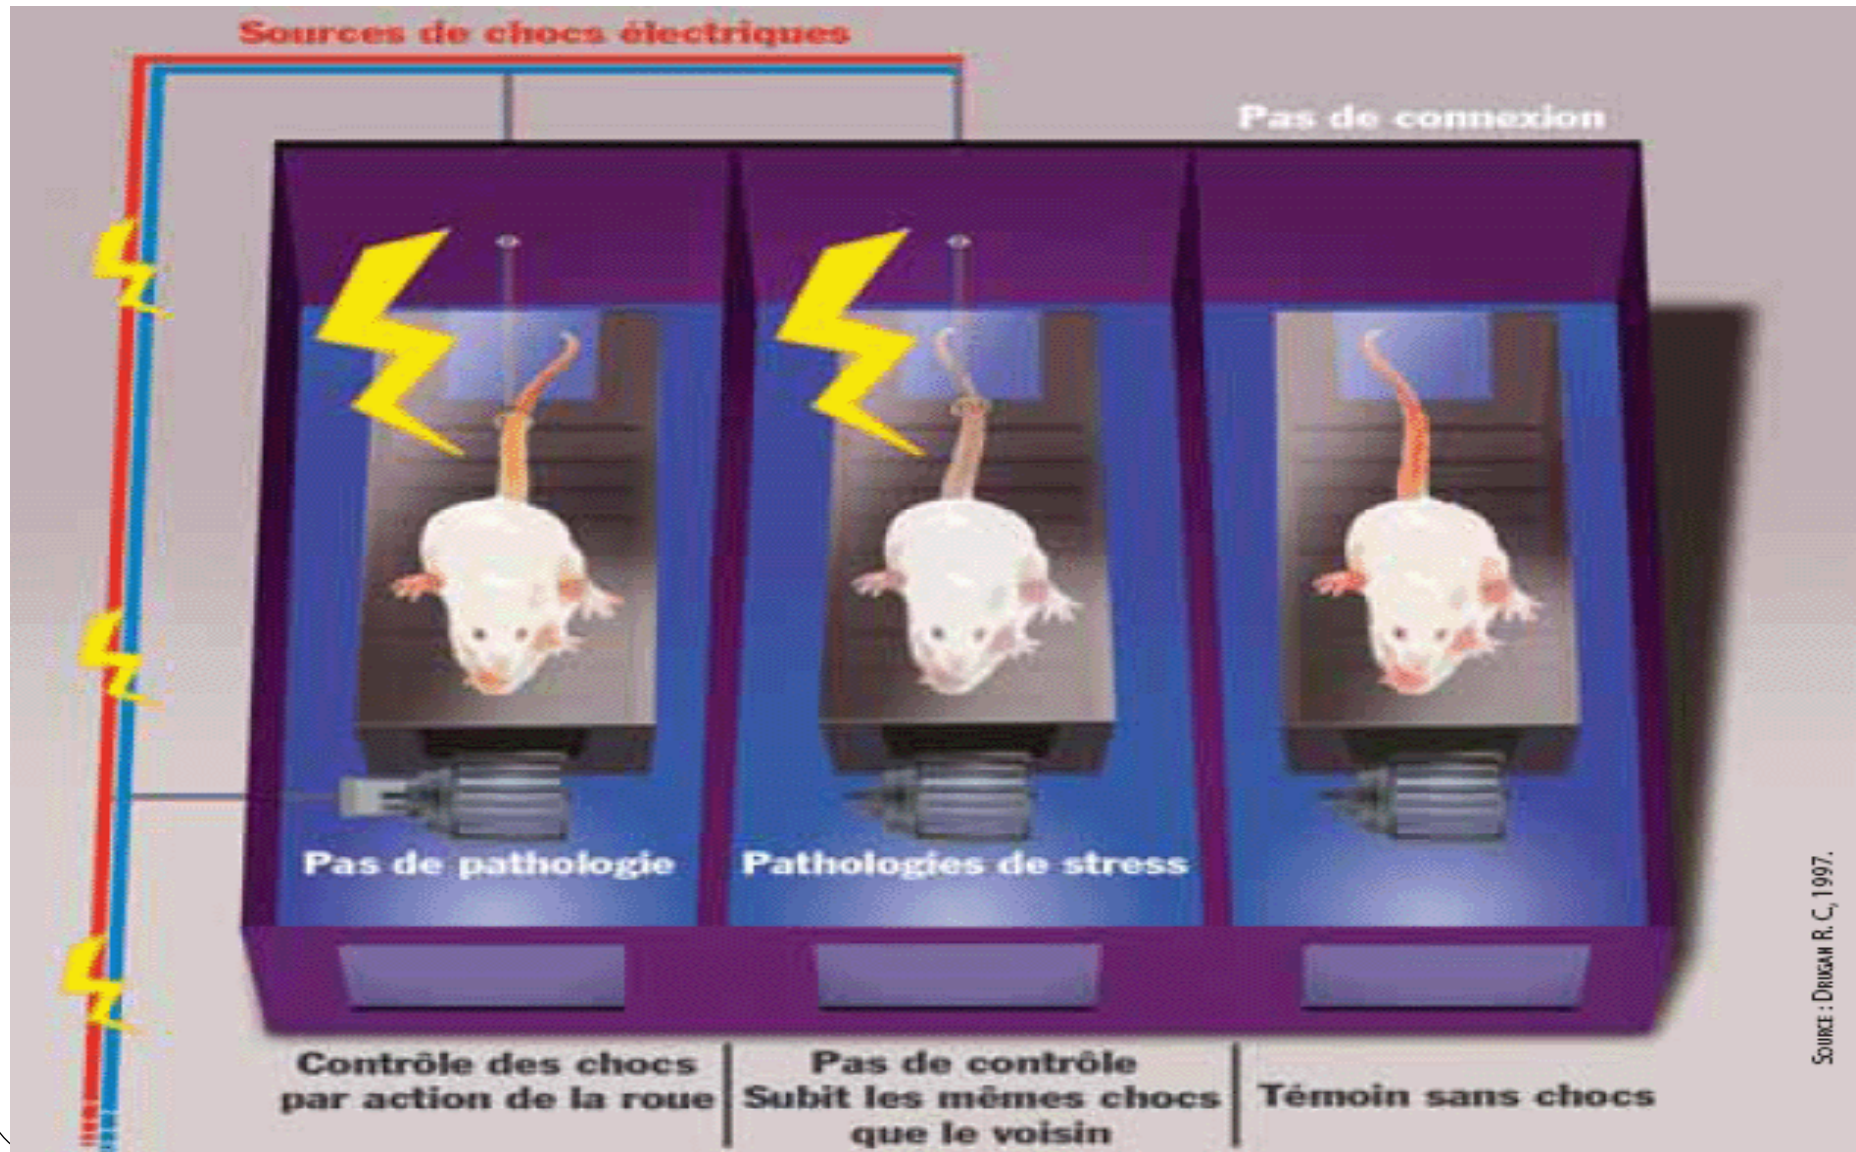 Sources de chocs électriques
Pas de connexion
Pas de pathologie
Pathologies de stress
Contrôle des chocs
par action de la roue
Pas de contrôle
Subit les mêmes chocs
que le voisin
Témoin sans chocs
SOURCE : DRUGAN R. C., 1997.